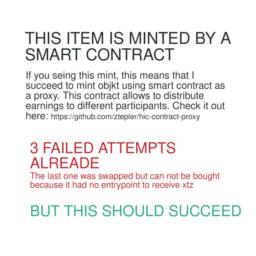 THIS ITEM IS MINTED BY A
SMART CONTRACT
If you seing this mint, this means that I
succeed to mint objkt using smart contract as
a proxy. This contract allows to distribute
earnings to different participants. Check it out
here: https://github.com/ztepler/hic-contract-proxy
3 FAILED ATTEMPTS
ALREADE
The last one was swapped but can not be bought
because it had no entrypoint to receive xtz
BUT THIS SHOULD SUCCEED